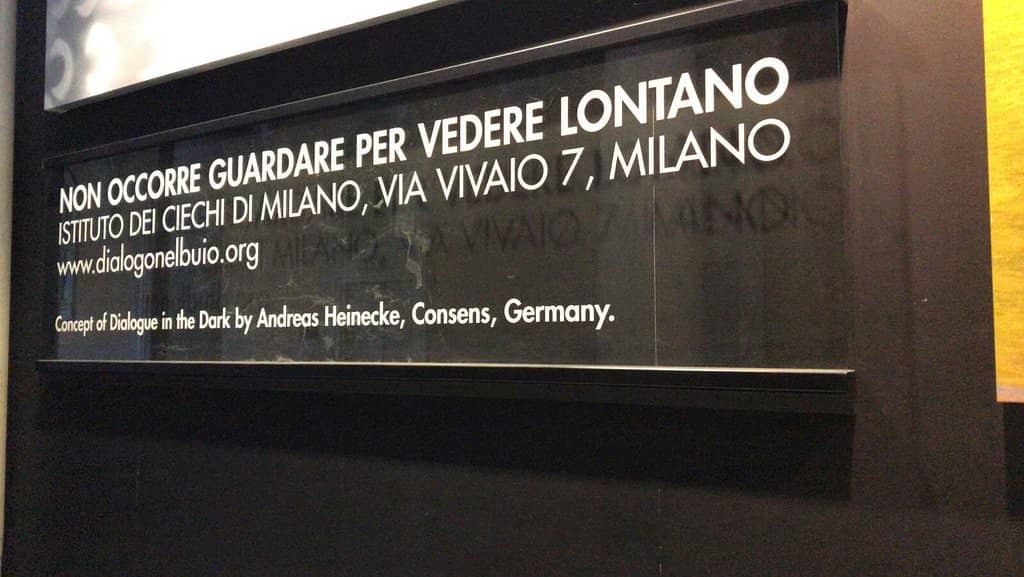 NON OCCORRE GUARDARE PER VEDERE LONTANO
ISTITUTO DEI CIECHI DI MILANO, VIA VIVAIO 7, MILANO
www.dialogonelbuio.org
Concept of Dialogue in the Dark by Andreas Heinecke, Consens, Germany.